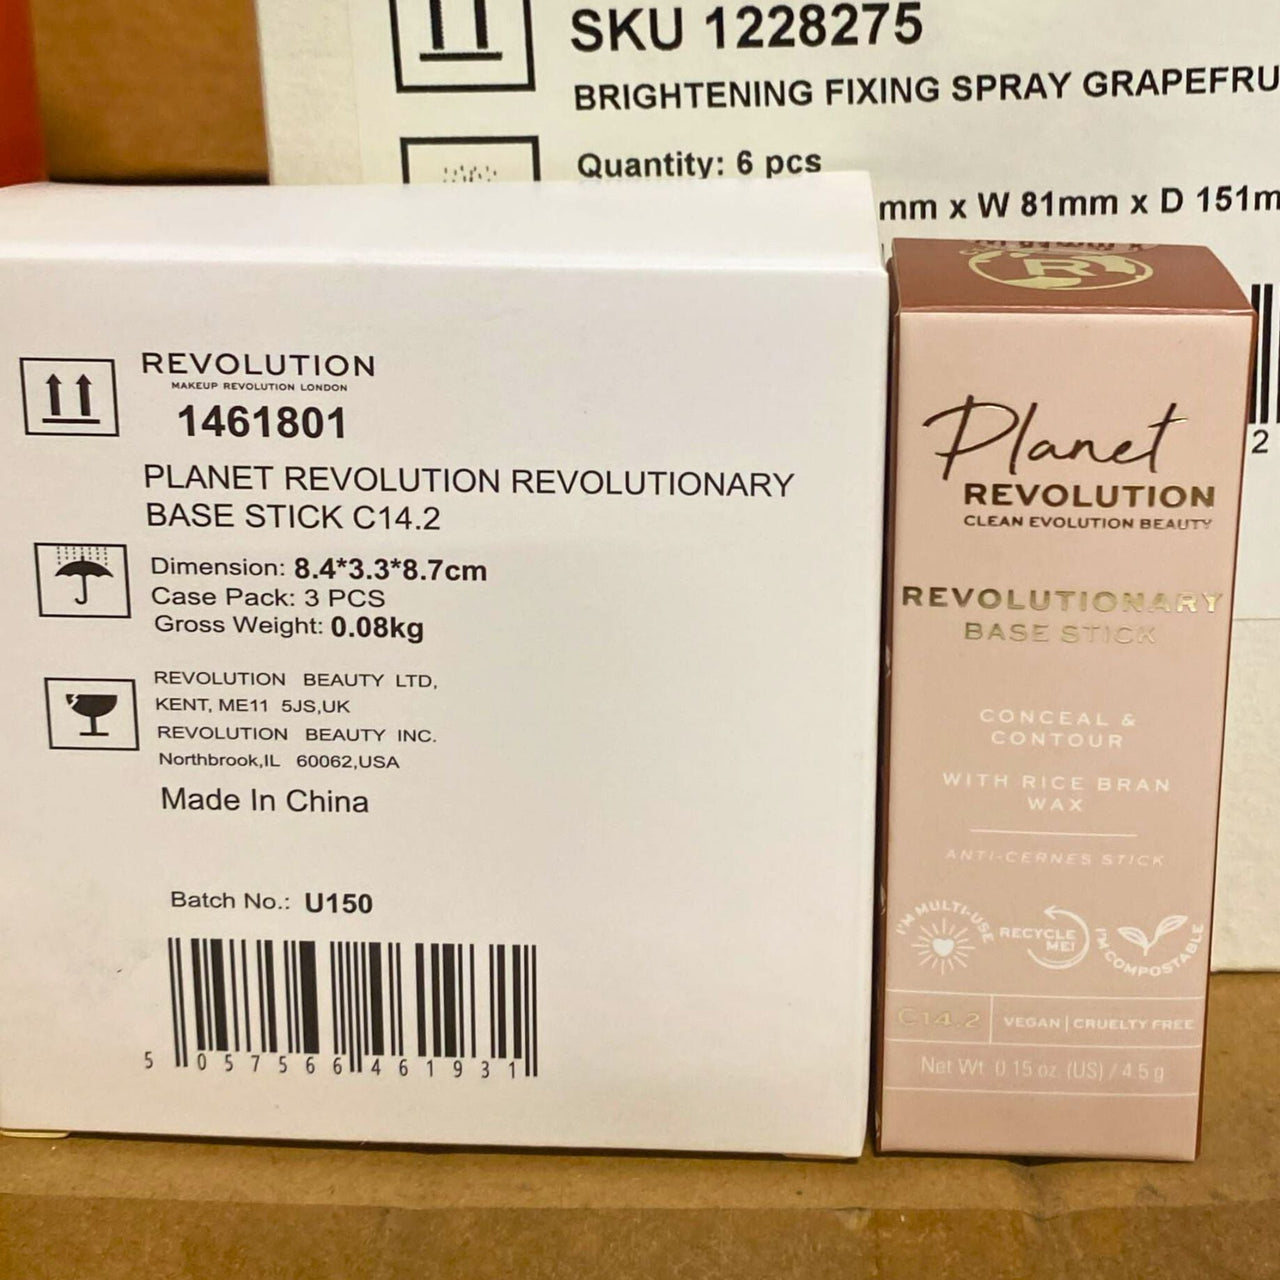 SKU 1228275
BRIGHTENING FIXING SPRAY GRAPEFRU
Quantity: 6 pcs
mm x W 81mm x D 151m
2
REVOLUTION
MAKEUP REVOLUTION LONDON
1461801
PLANET REVOLUTION REVOLUTIONARY
BASE STICK C14.2
Dimension: 8.4*3.3*8.7cm
Case Pack: 3 PCS
Gross Weight: 0.08kg
REVOLUTION BEAUTY LTD,
KENT, ME11 5JS,UK
REVOLUTION BEAUTY INC.
Northbrook,IL 60062,USA
Made In China
Batch No.: U150
5 057566 461931
R
Planet
REVOLUTION
CLEAN EVOLUTION BEAUTY
REVOLUTIONARY
BASE STICK
CONCEAL &
CONTOUR
WITH RICE BRAN
WAX
ANTI-CERNES STICK
I'M MULTI-USE
RECYCLE
ME!
I'M COMPOSTABLE
C14.2
VEGAN | CRUELTY FREE
Net Wt. 0.15 oz. (US) / 4.5 g